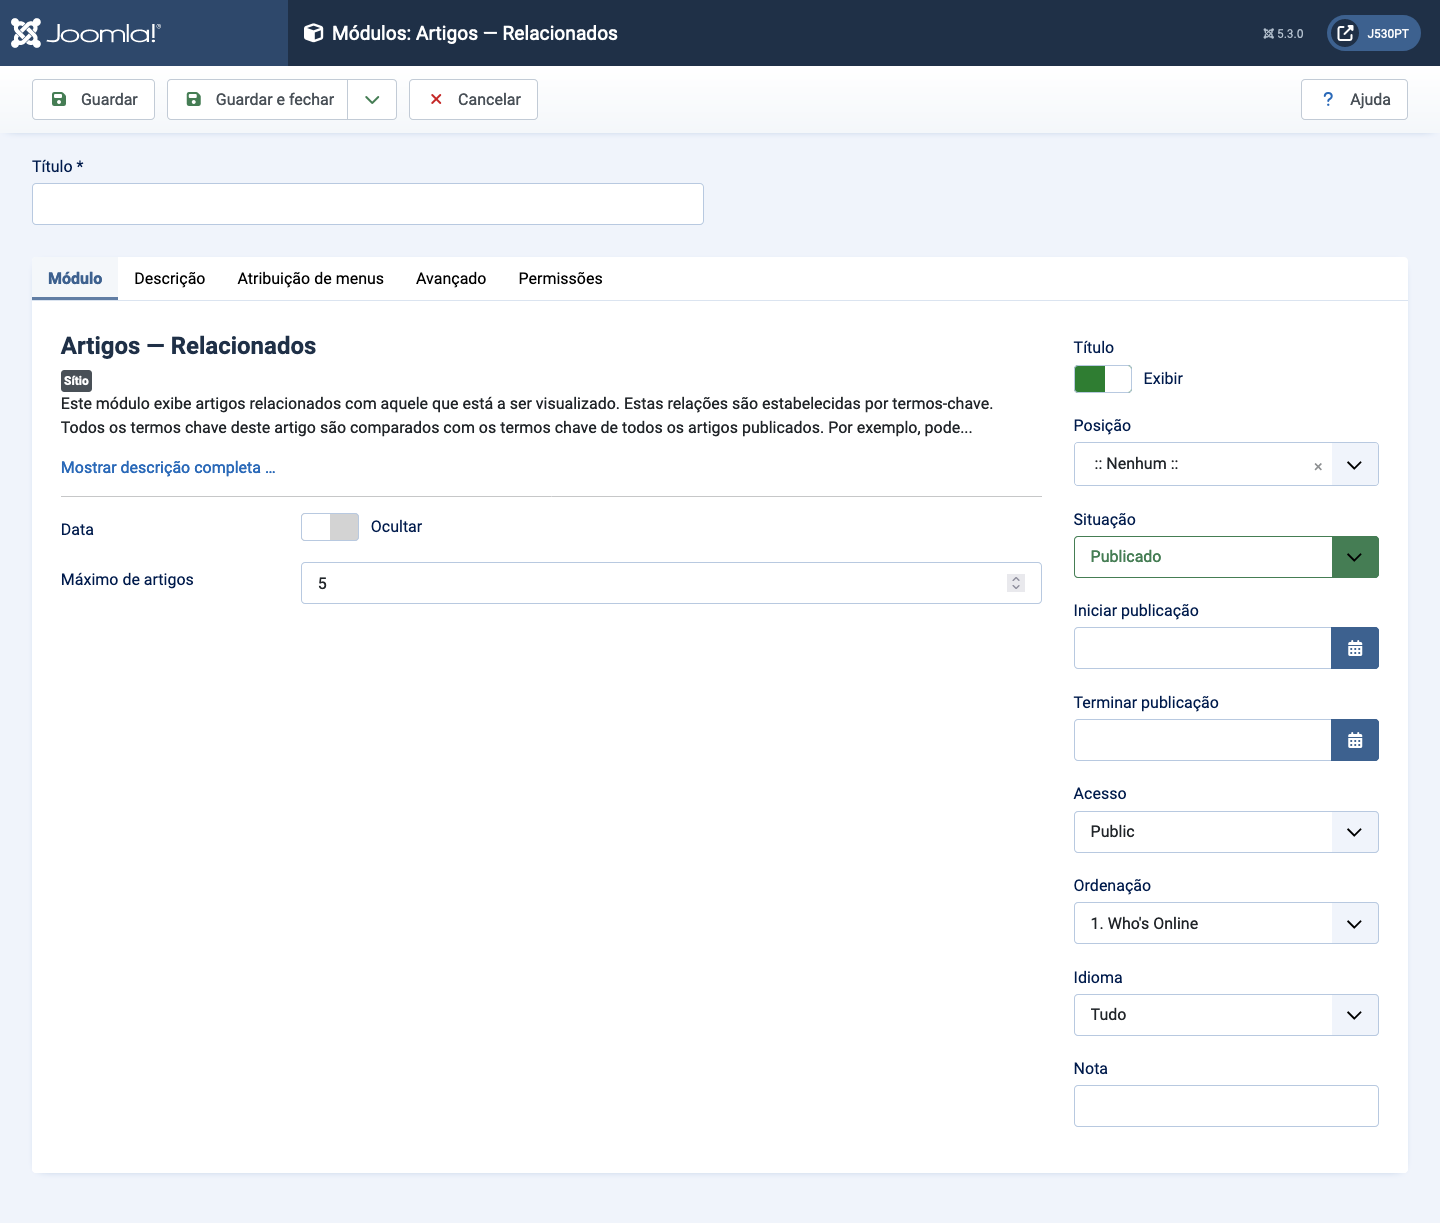 Joomla!®
Módulos: Artigos — Relacionados
5.3.0
J530PT
Guardar
Guardar e fechar
Cancelar
? Ajuda
Título *
Módulo
Descrição
Atribuição de menus
Avançado
Permissões
Artigos — Relacionados
Sítio
Este módulo exibe artigos relacionados com aquele que está a ser visualizado. Estas relações são estabelecidas por termos-chave.
Todos os termos chave deste artigo são comparados com os termos chave de todos os artigos publicados. Por exemplo, pode...
Mostrar descrição completa ...
Data
Ocultar
Máximo de artigos
5
Título
Exibir
Posição
:: Nenhum ::
×
Situação
Publicado
Iniciar publicação
Terminar publicação
Acesso
Public
Ordenação
1. Who's Online
Idioma
Tudo
Nota